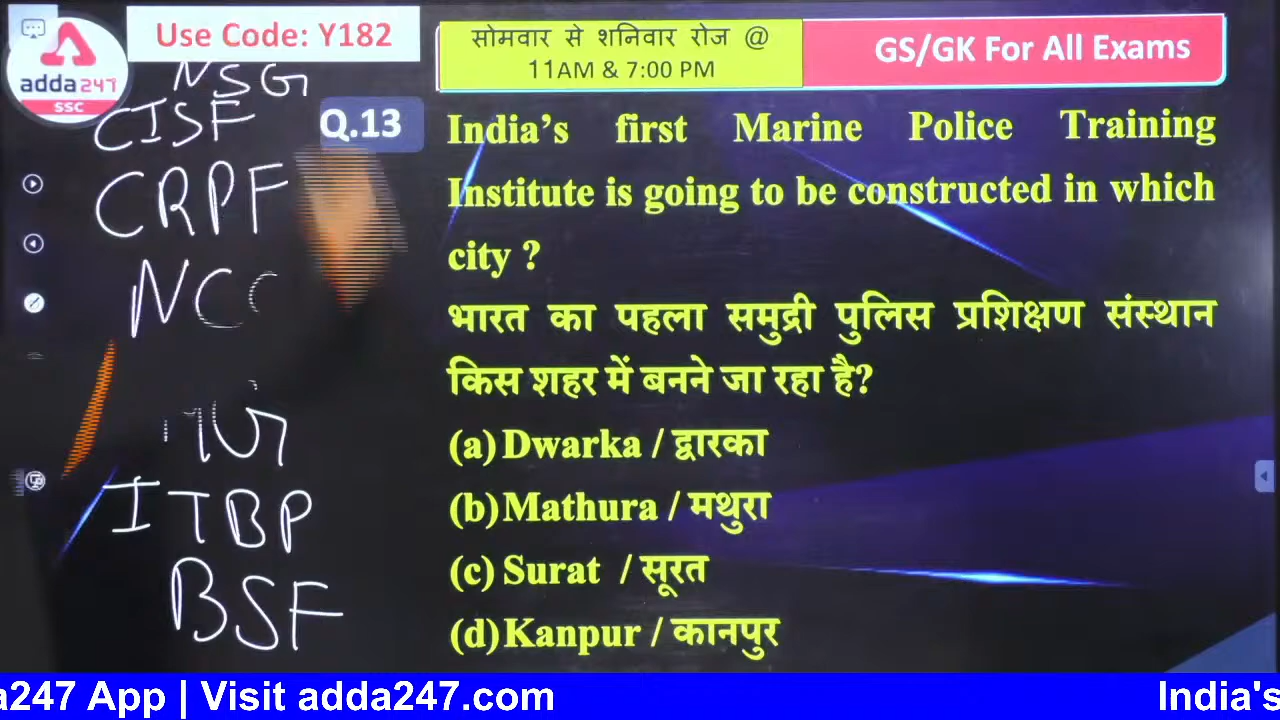 Use Code: Y182
सोमवार से शनिवार रोज @
11AM & 7:00 PM
GS/GK For All Exams
adda247
SSC
NSG
CISF
CRPF
NCC
ITBP
BSF
Q.13
India's first Marine Police Training
Institute is going to be constructed in which
city ?
भारत का पहला समुद्री पुलिस प्रशिक्षण संस्थान
किस शहर में बनने जा रहा है?
(a) Dwarka / द्वारका
(b) Mathura / मथुरा
(c) Surat / सूरत
(d) Kanpur / कानपुर
a247 App | Visit adda247.com
India's